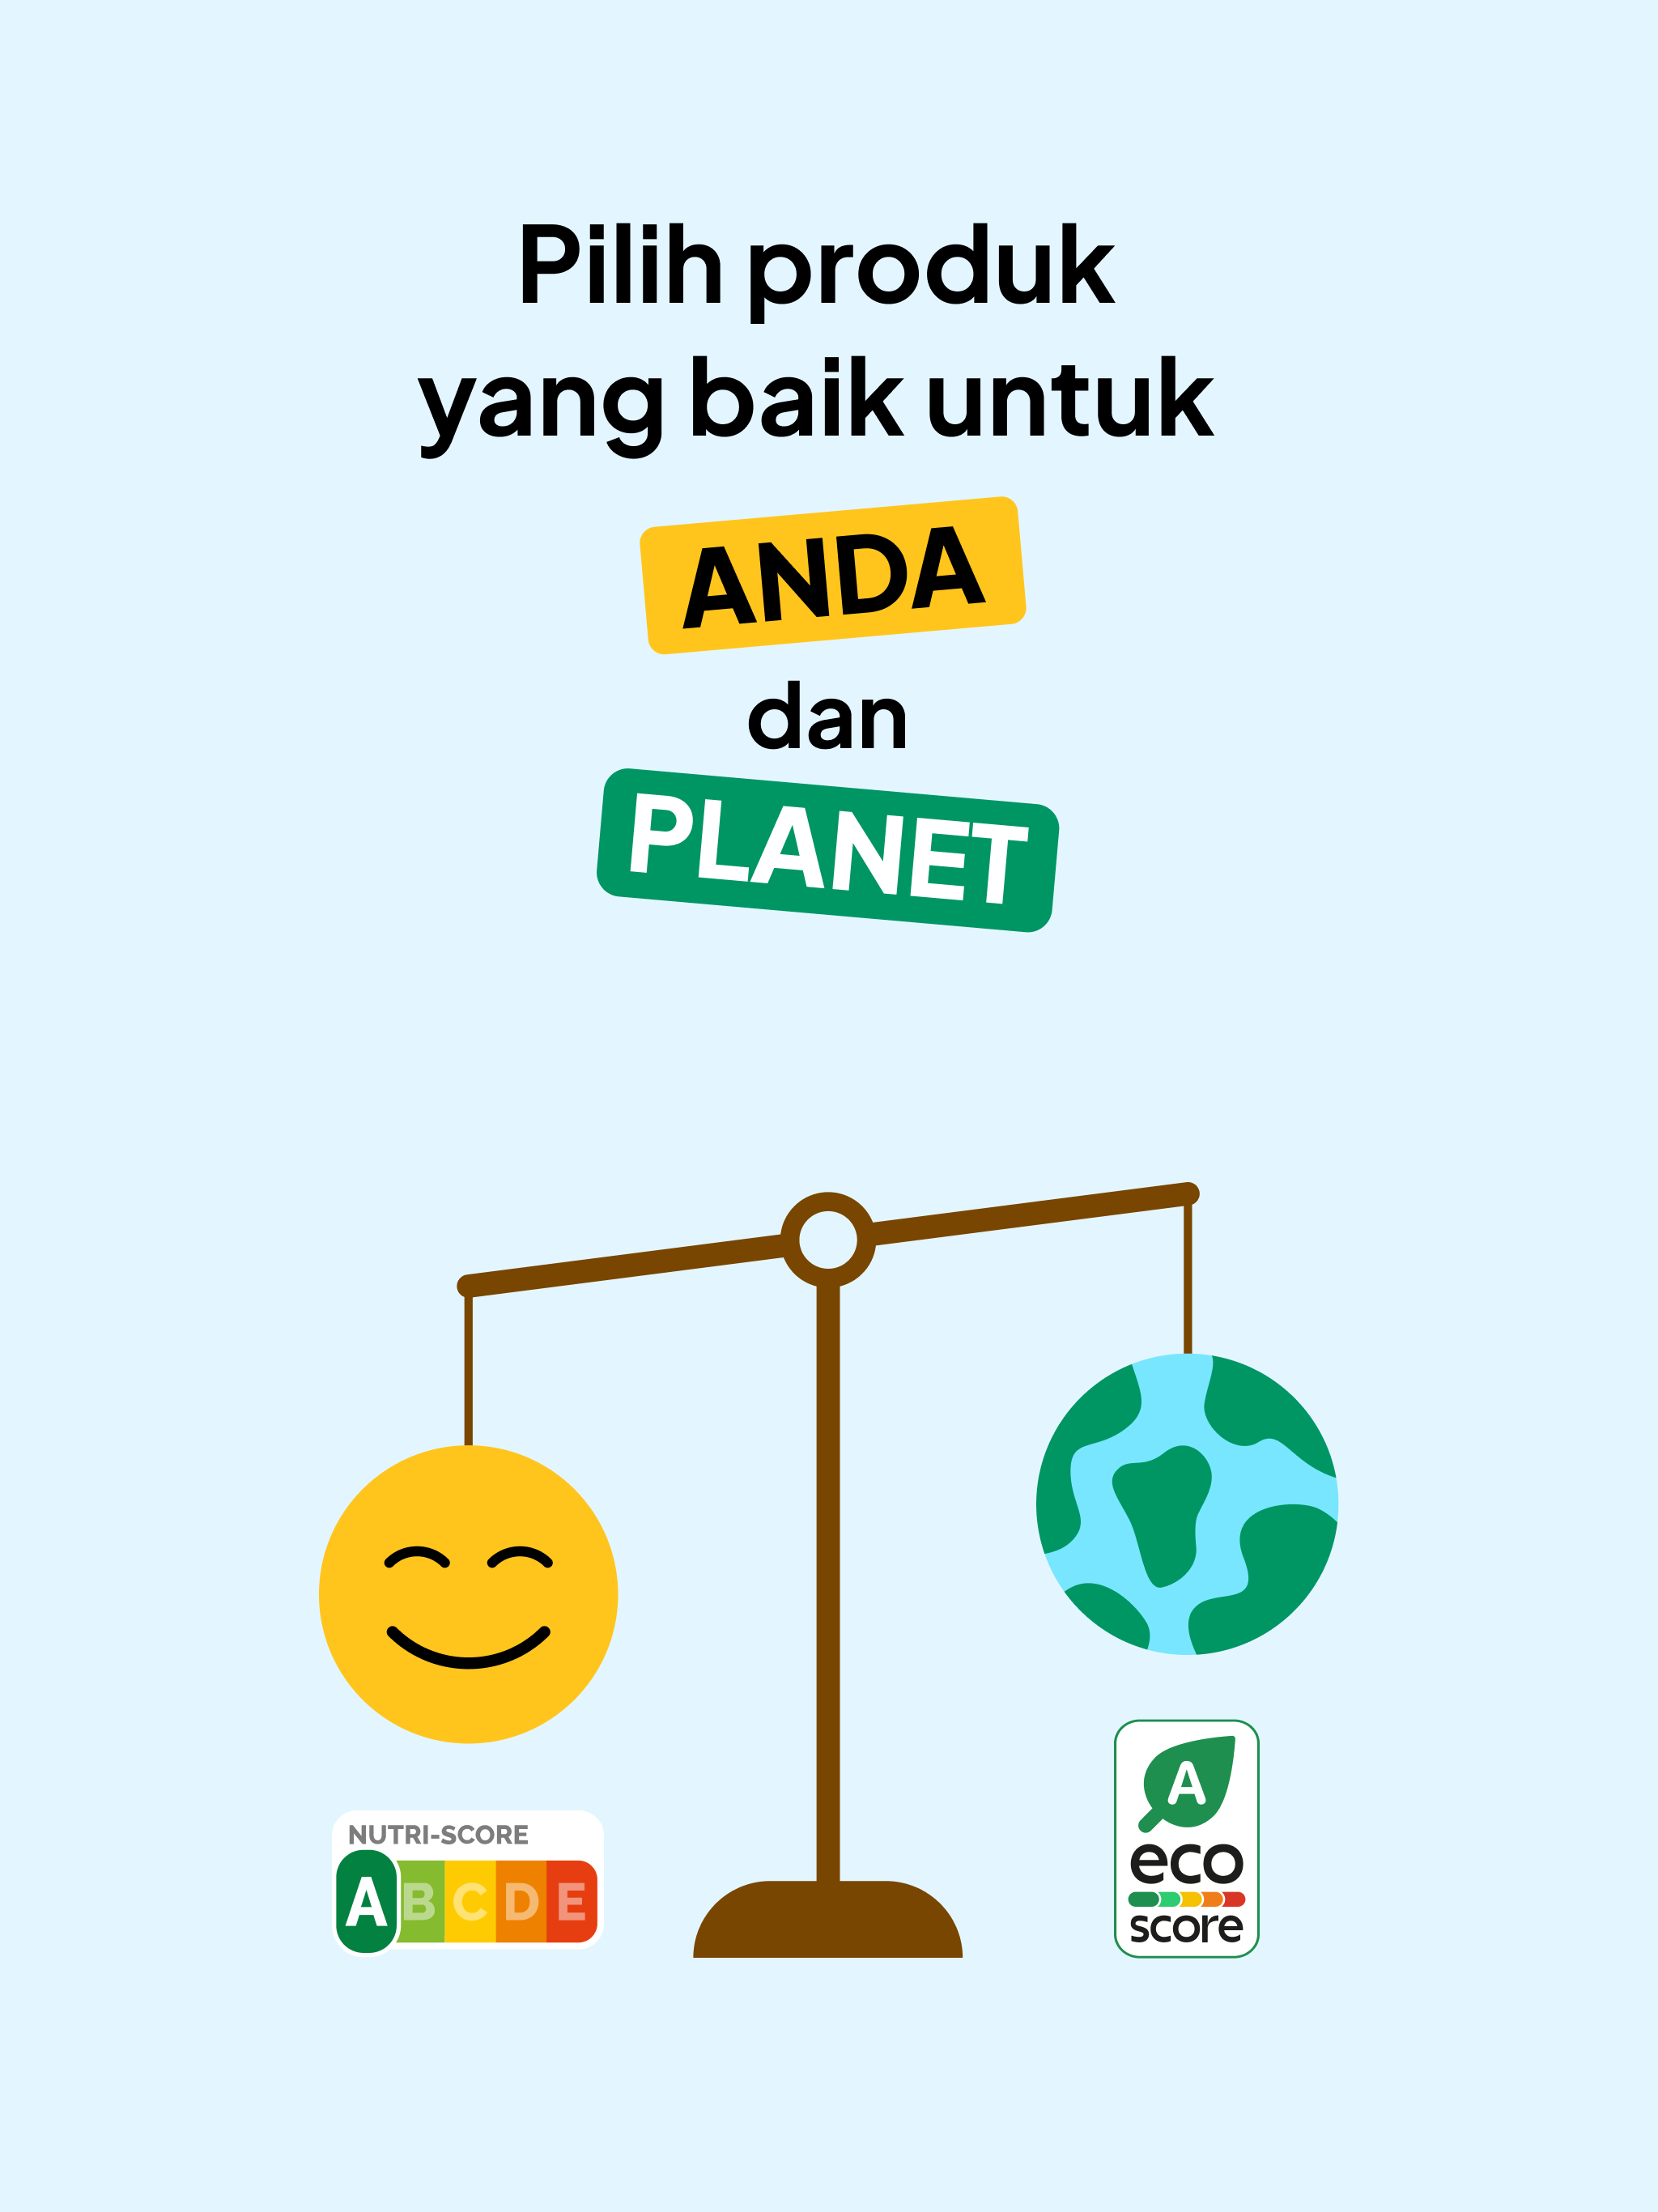 Pilih produk
yang baik untuk
ANDA
dan
PLANET
NUTRI-SCORE
A B C D E
A
eco
score